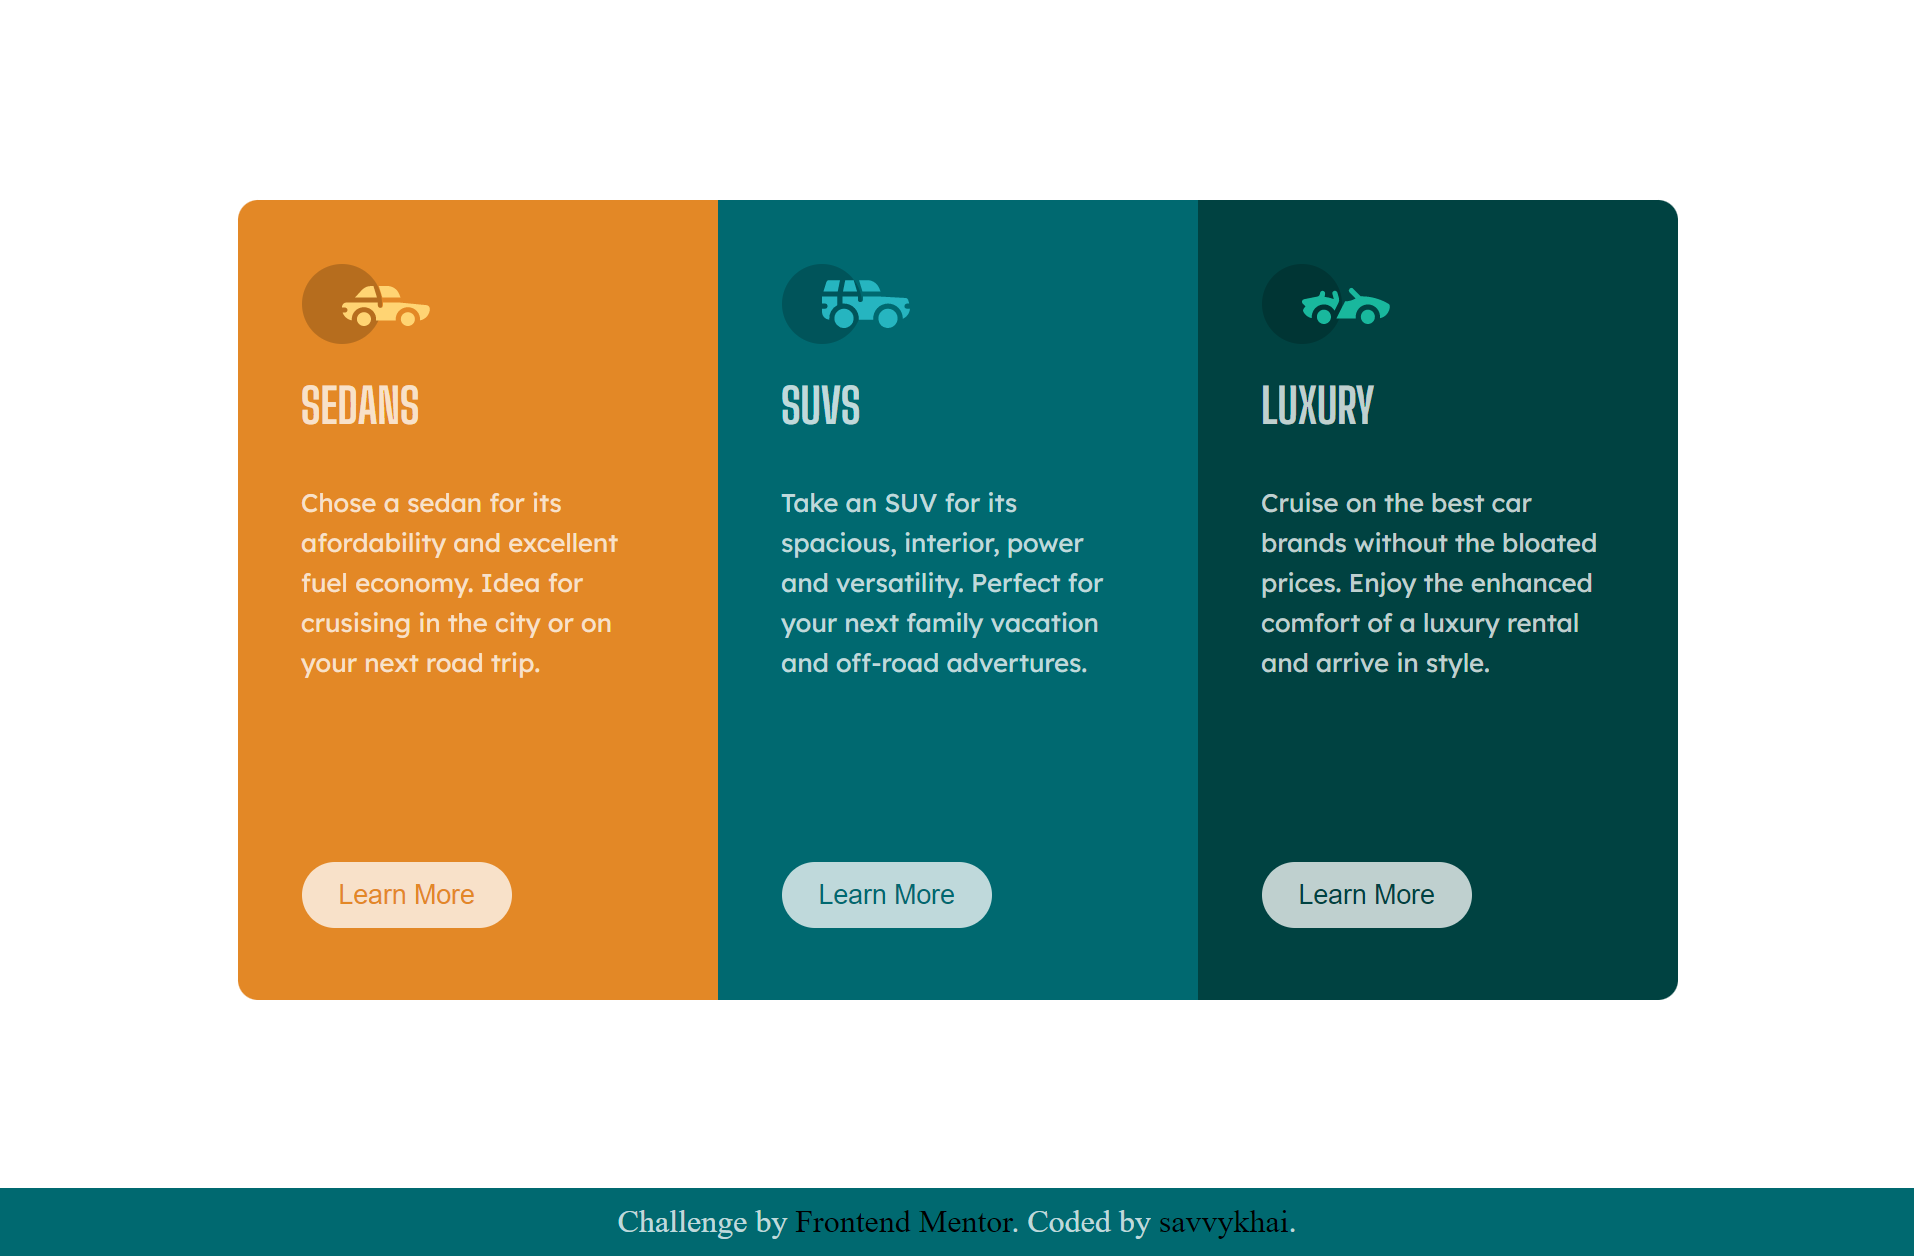 SEDANS
Chose a sedan for its
afordability and excellent
fuel economy. Idea for
crusising in the city or on
your next road trip.
Learn More
SUVS
Take an SUV for its
spacious, interior, power
and versatility. Perfect for
your next family vacation
and off-road advertures.
Learn More
LUXURY
Cruise on the best car
brands without the bloated
prices. Enjoy the enhanced
comfort of a luxury rental
and arrive in style.
Learn More
Challenge by Frontend Mentor. Coded by savvykhai.